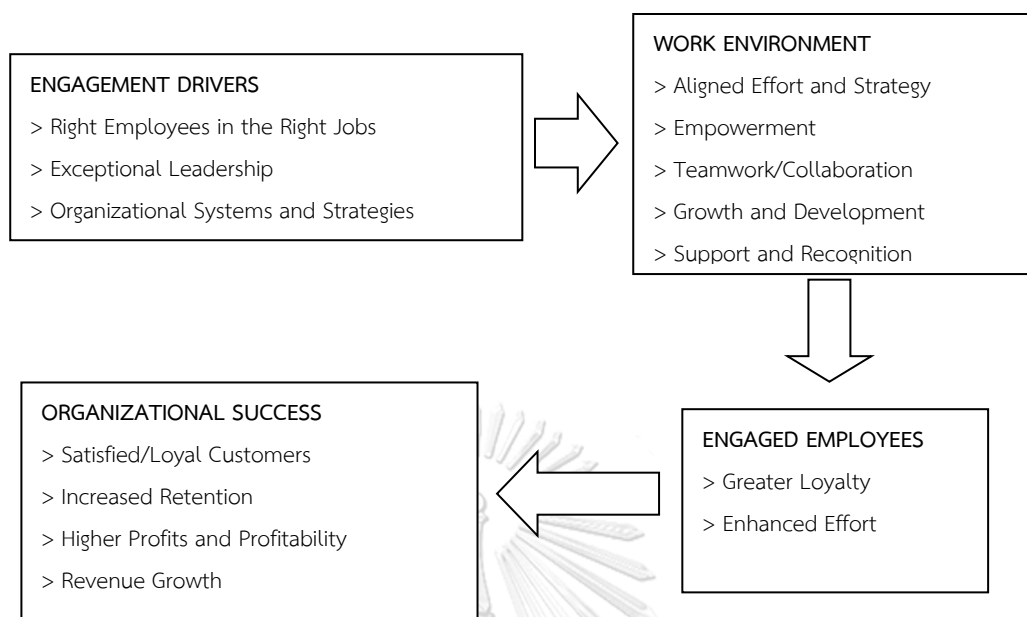 ENGAGEMENT DRIVERS
> Right Employees in the Right Jobs
> Exceptional Leadership
> Organizational Systems and Strategies
WORK ENVIRONMENT
> Aligned Effort and Strategy
> Empowerment
> Teamwork/Collaboration
> Growth and Development
> Support and Recognition
ENGAGED EMPLOYEES
> Greater Loyalty
> Enhanced Effort
ORGANIZATIONAL SUCCESS
> Satisfied/Loyal Customers
> Increased Retention
> Higher Profits and Profitability
> Revenue Growth